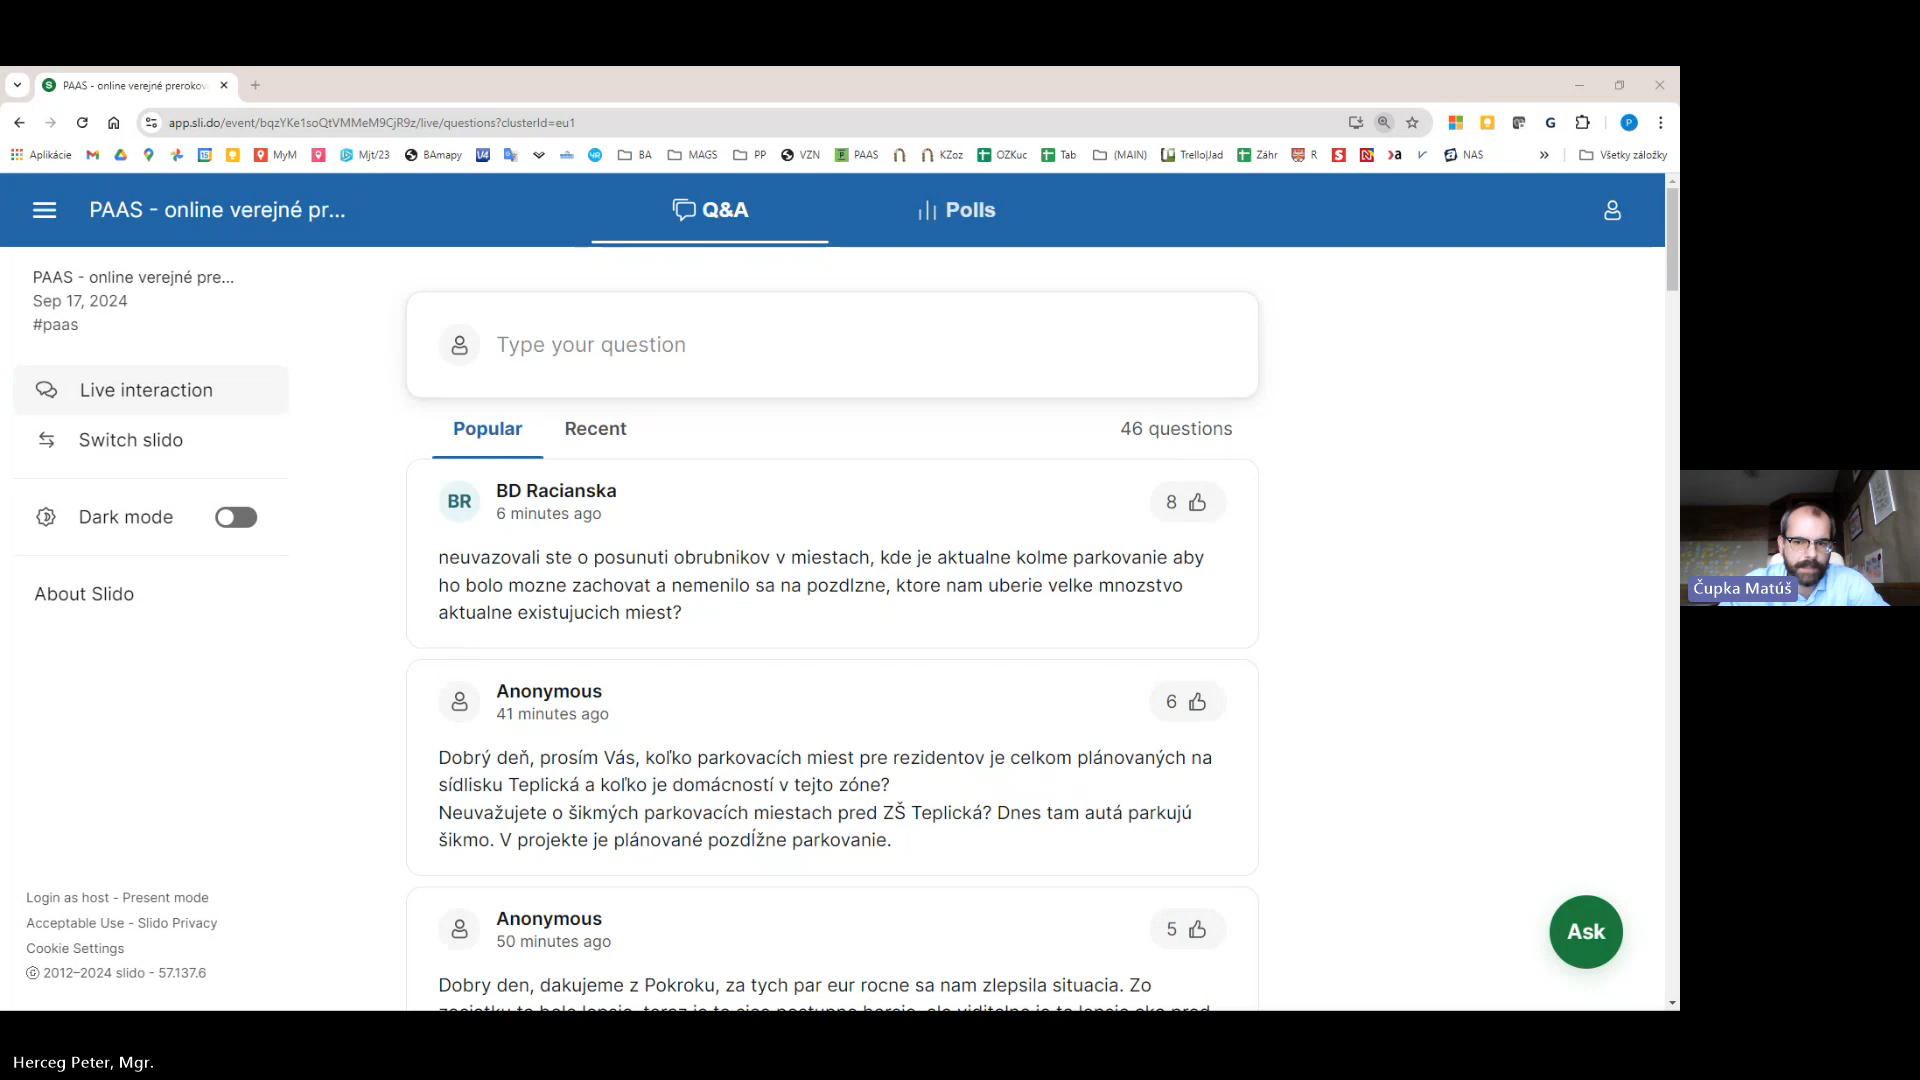 PAAS - online verejné prerokov
app.sli.do/event/bqzYKe1soQtVMMeM9CjR9z/live/questions?clusterId=eu1
Aplikácie MyM Mjt/23 BAmapy BA MAGS PP VZN PAAS KZoz OZKuc Tab (MAIN) Trello|Jad Záhr R NAS » Všetky záložky
PAAS - online verejné pr...
Q&A
Polls
PAAS - online verejné pre...
Sep 17, 2024
#paas
Live interaction
Switch slido
Dark mode
About Slido
Login as host - Present mode
Acceptable Use - Slido Privacy
Cookie Settings
© 2012–2024 slido - 57.137.6
Type your question
Popular Recent 46 questions
BR BD Racianska
6 minutes ago
8
neuvazovali ste o posunuti obrubnikov v miestach, kde je aktualne kolme parkovanie aby
ho bolo mozne zachovat a nemenilo sa na pozdlzne, ktore nam uberie velke mnozstvo
aktualne existujucich miest?
Anonymous
41 minutes ago
6
Dobrý deň, prosím Vás, koľko parkovacích miest pre rezidentov je celkom plánovaných na
sídlisku Teplická a koľko je domácností v tejto zóne?
Neuvažujete o šikmých parkovacích miestach pred ZŠ Teplická? Dnes tam autá parkujú
šikmo. V projekte je plánované pozdĺžne parkovanie.
Anonymous
50 minutes ago
5
Dobry den, dakujeme z Pokroku, za tych par eur rocne sa nam zlepsila situacia. Zo
Ask
Čupka Matúš
Herceg Peter, Mgr.